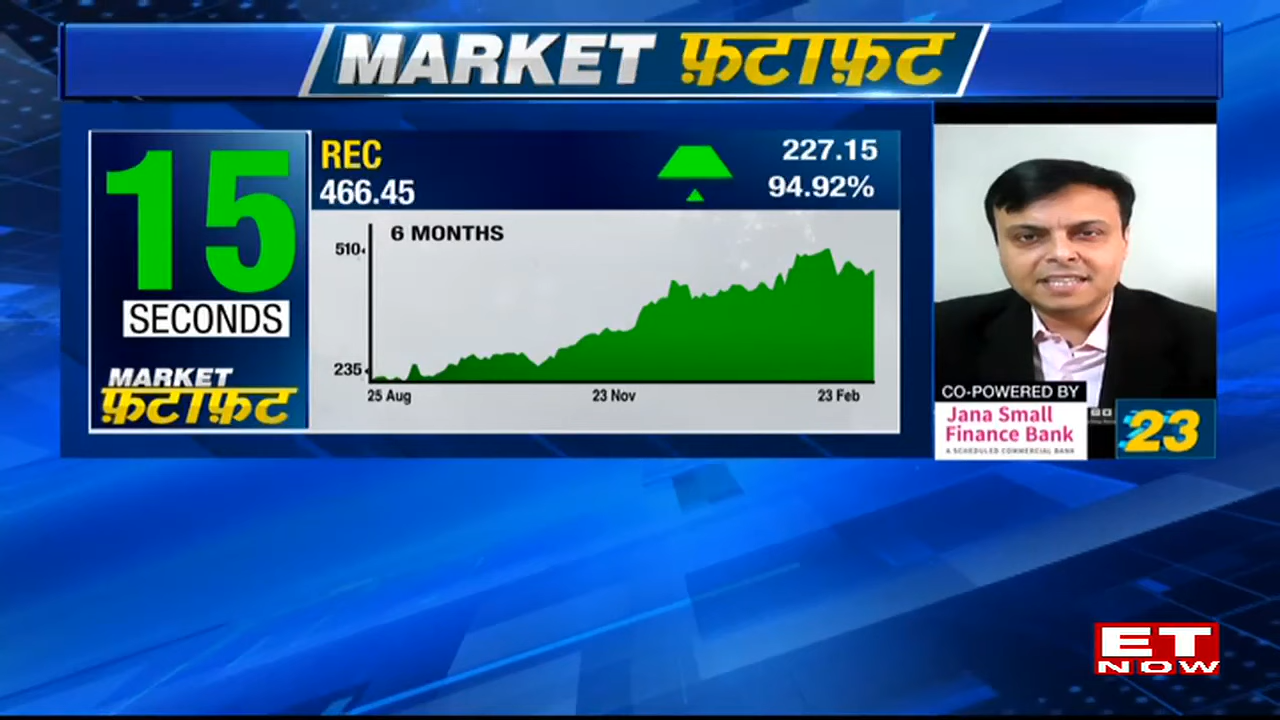 MARKET फ़टाफ़ट
15
SECONDS
MARKET
फ़टाफ़ट
REC
466.45
227.15
94.92%
6 MONTHS
510
235
25 Aug
23 Nov
23 Feb
CO-POWERED BY
Jana Small
Finance Bank
A SCHEDULED COMMERCIAL BANK
23
ET
NOW